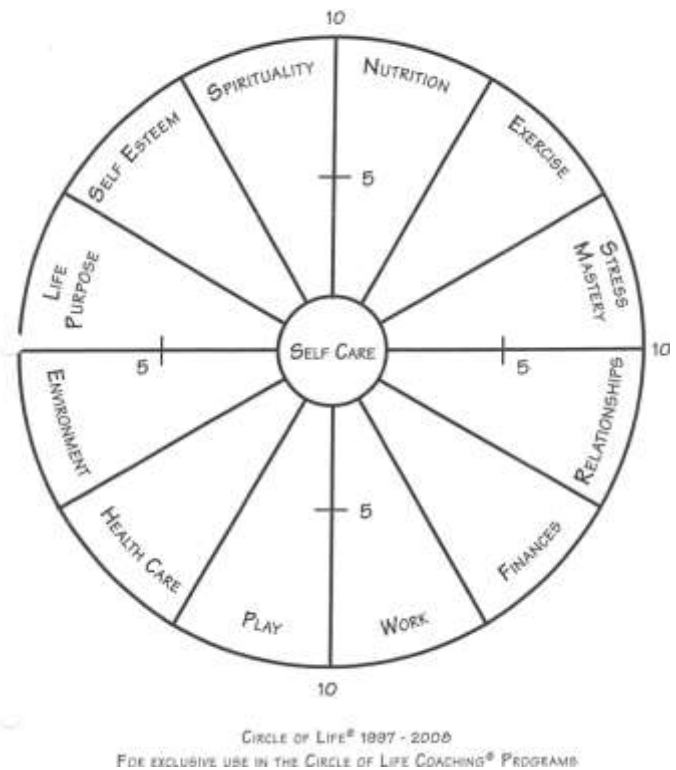 10
SPIRITUALITY
NUTRITION
SELF ESTEEM
EXERCISE
5
LIFE
PURPOSE
STRESS
MASTERY
SELF CARE
10
5
5
ENVIRONMENT
RELATIONSHIPS
5
HEALTH CARE
FINANCES
PLAY
WORK
10
CIRCLE OF LIFE® 1997 - 2008
FOR EXCLUSIVE USE IN THE CIRCLE OF LIFE COACHING® PROGRAMS